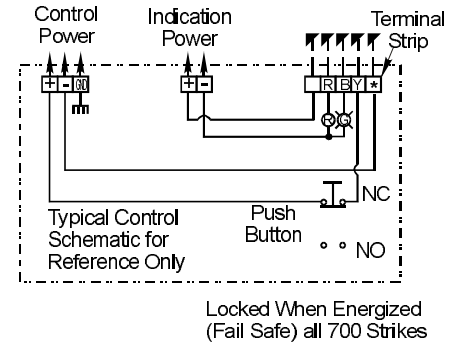 Control Power
Indication Power
Terminal Strip
+ - GND
+ -
R B Y *
R G
NC
Push Button
NO
Typical Control
Schematic for
Reference Only
Locked When Energized
(Fail Safe) all 700 Strikes